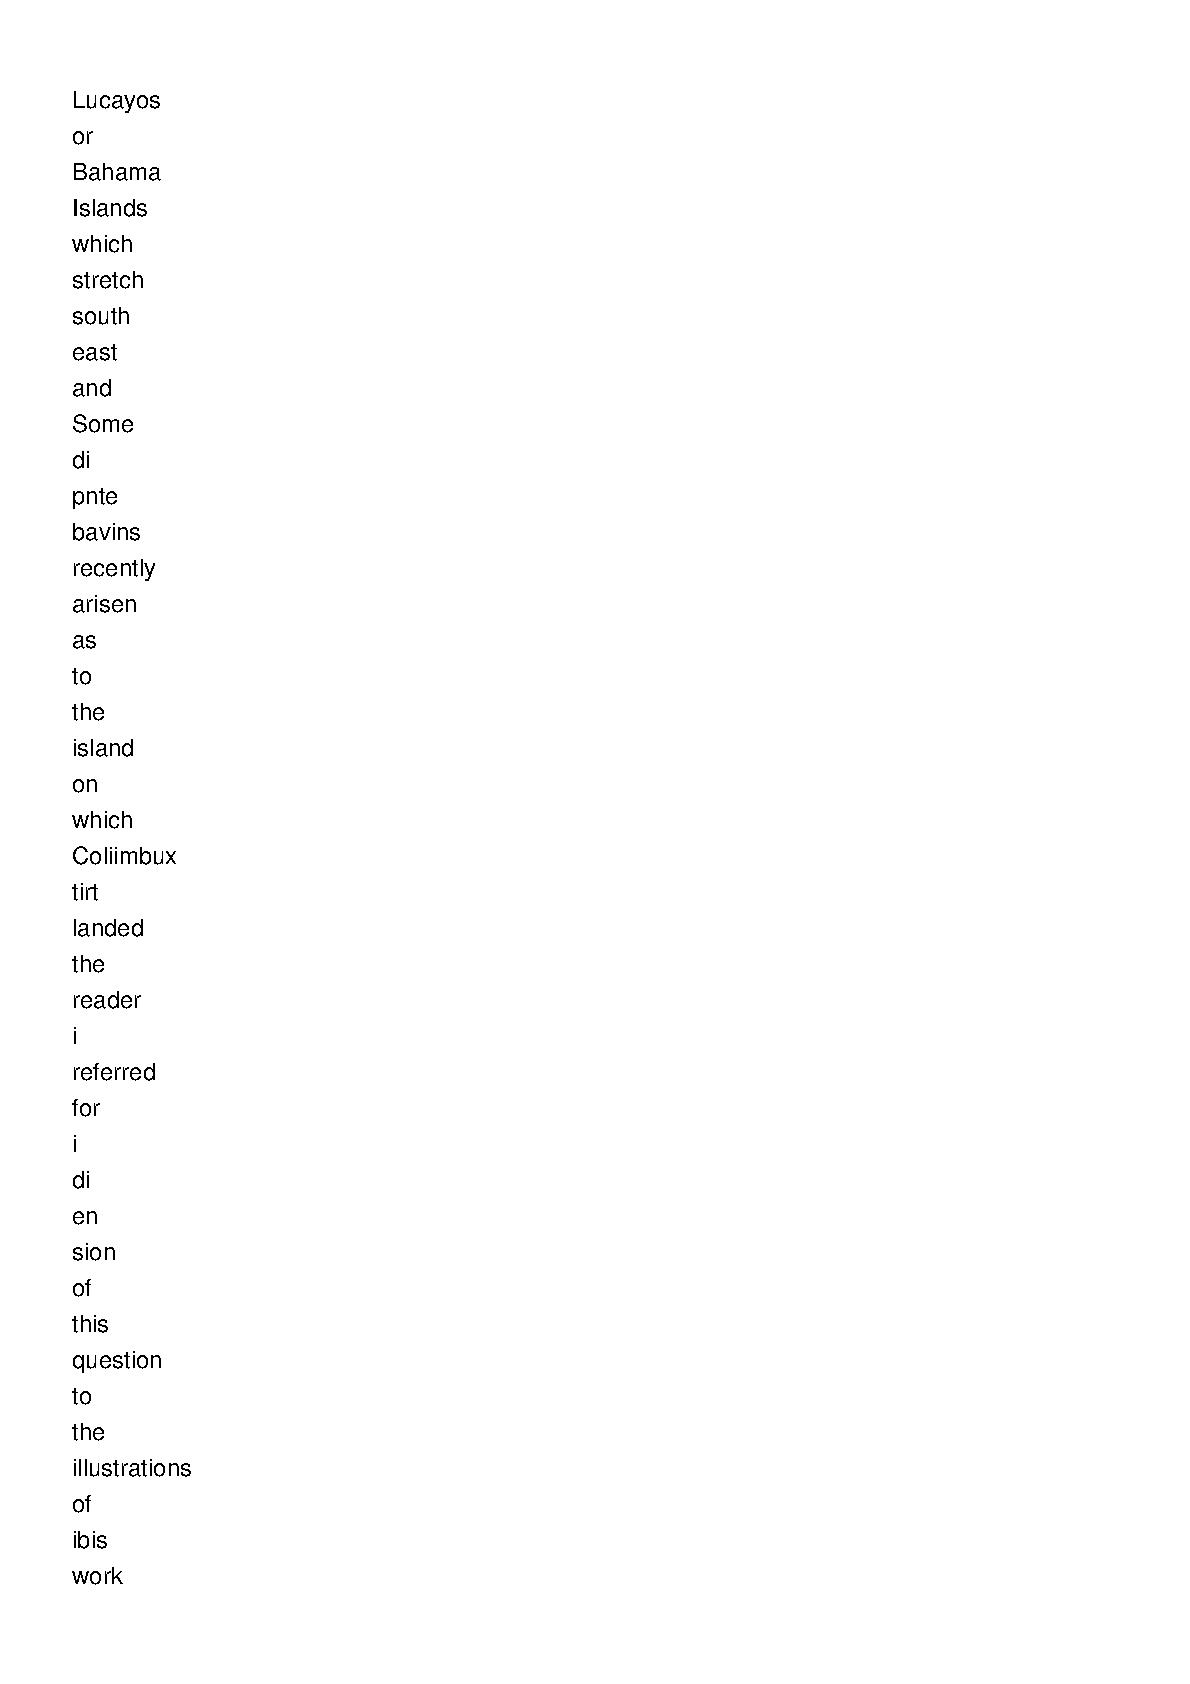 Lucayos
or
Bahama
Islands
which
stretch
south
east
and
Some
di
pnte
bavins
recently
arisen
as
to
the
island
on
which
Coliimbux
tirt
landed
the
reader
i
referred
for
i
di
en
sion
of
this
question
to
the
illustrations
of
ibis
work